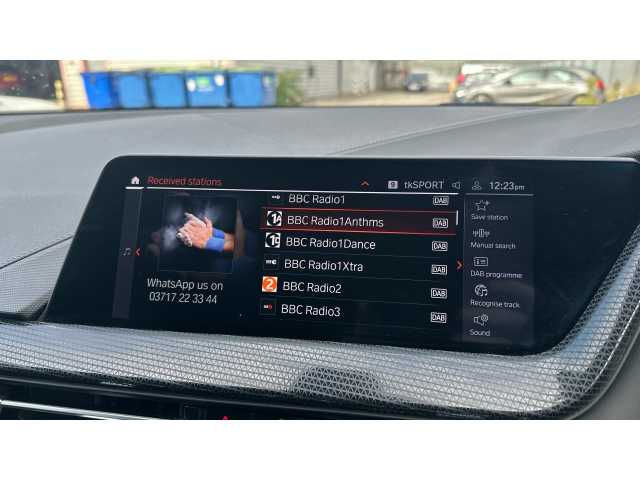 Received stations
9 tkSPORT 12:23pm
BBC Radio1
DAB
BBC Radio1Anthms
DAB
BBC Radio1Dance
DAB
BBC Radio1Xtra
DAB
2
BBC Radio2
DAB
BBC Radio3
DAB
WhatsApp us on
03717 22 33 44
Save station
Manual search
DAB programme
Recognise track
Sound